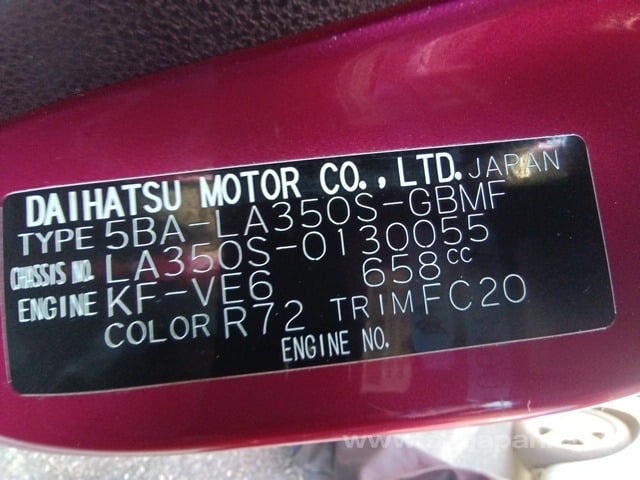 DAIHATSU MOTOR CO., LTD. JAPAN
TYPE 5BA-LA350S-GBMF
CHASSIS NO. LA350S-0130055
ENGINE KF-VE6 658cc
COLOR R72 TRIM FC20
ENGINE NO.